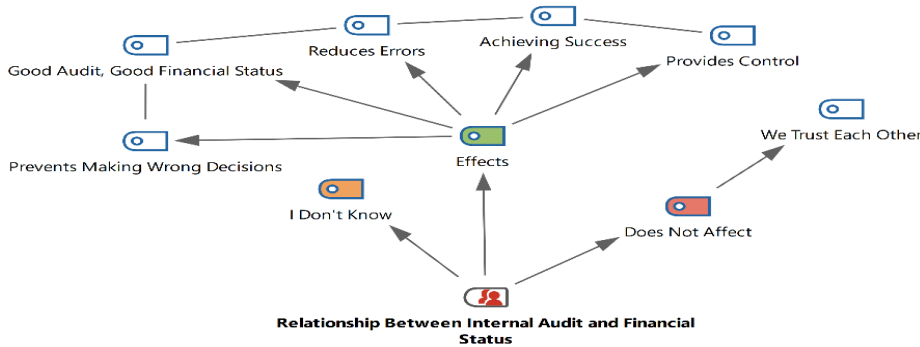 Achieving Success
Reduces Errors
Provides Control
Good Audit, Good Financial Status
We Trust Each Other
Effects
Prevents Making Wrong Decisions
I Don't Know
Does Not Affect
Relationship Between Internal Audit and Financial
Status